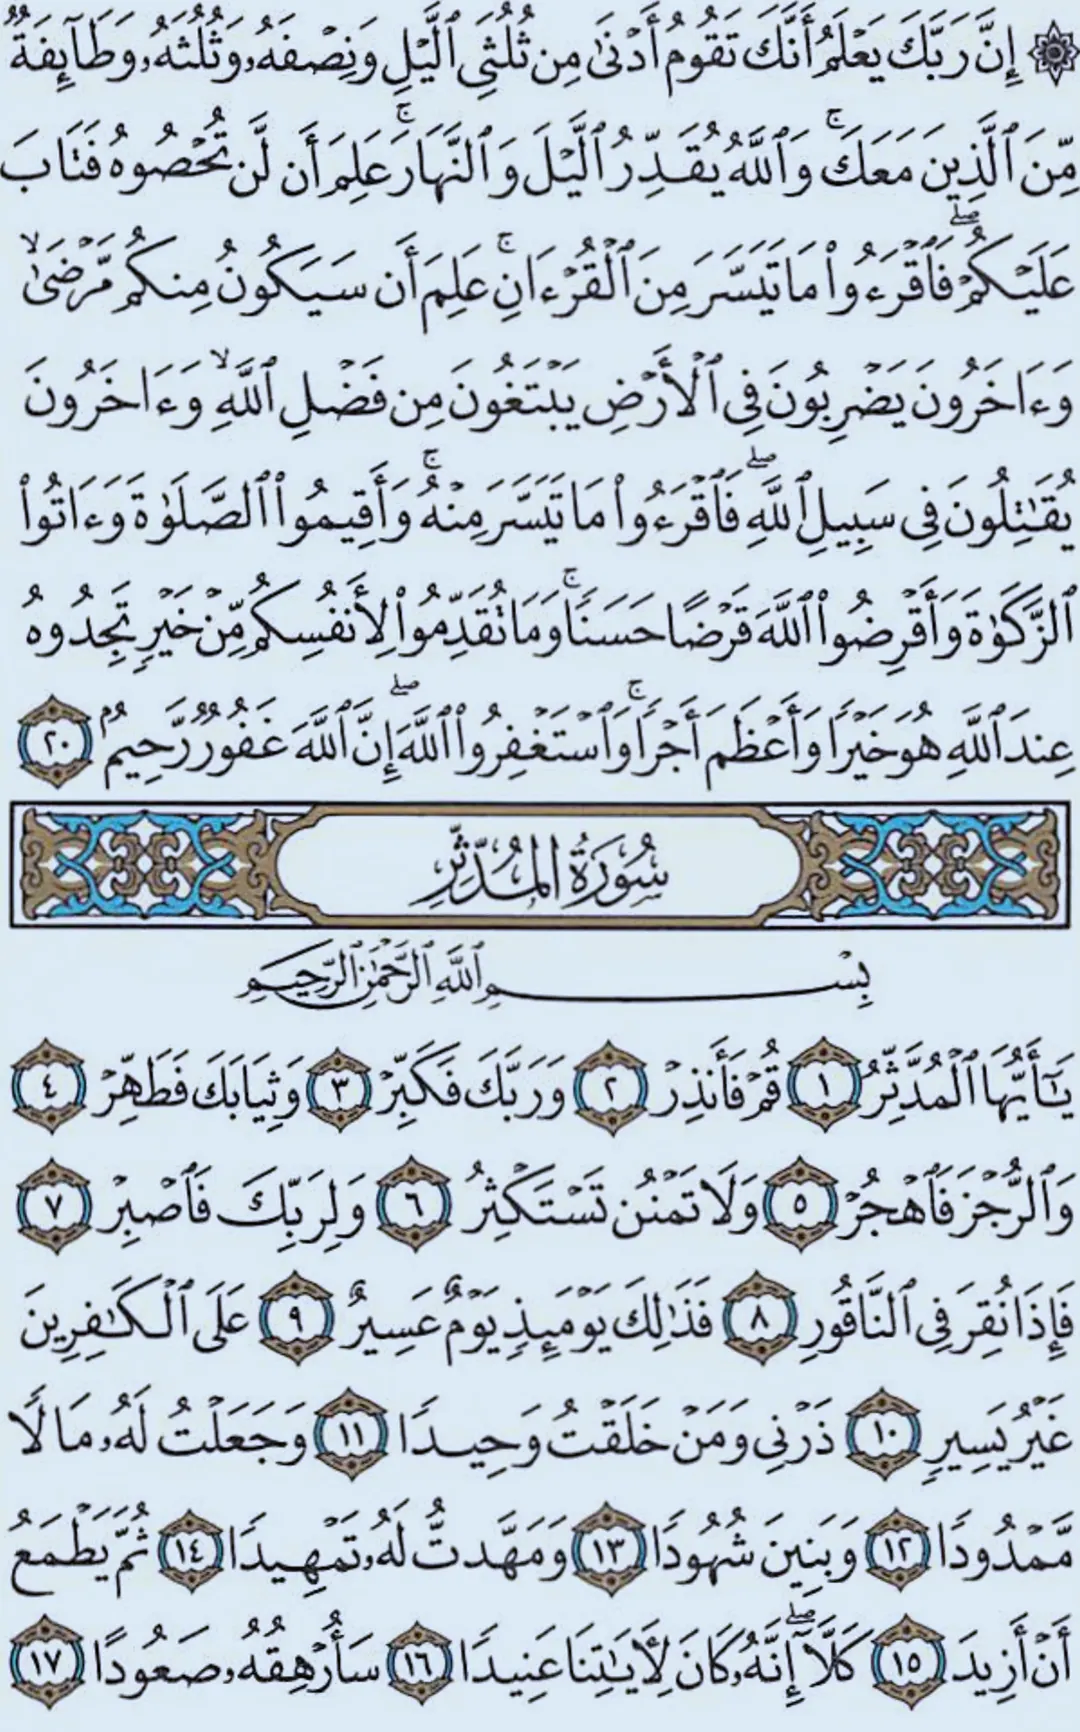 ۞ إِنَّ رَبَّكَ يَعۡلَمُ أَنَّكَ تَقُومُ أَدۡنَىٰ مِن ثُلُثَيِ ٱلَّيۡلِ وَنِصۡفَهُۥ وَثُلُثَهُۥ وَطَآئِفَةٞ
مِّنَ ٱلَّذِينَ مَعَكَۚ وَٱللَّهُ يُقَدِّرُ ٱلَّيۡلَ وَٱلنَّهَارَۚ عَلِمَ أَن لَّن تُحۡصُوهُ فَتَابَ
عَلَيۡكُمۡۖ فَٱقۡرَءُواْ مَا تَيَسَّرَ مِنَ ٱلۡقُرۡءَانِۚ عَلِمَ أَن سَيَكُونُ مِنكُم مَّرۡضَىٰ ۙ
وَءَاخَرُونَ يَضۡرِبُونَ فِي ٱلۡأَرۡضِ يَبۡتَغُونَ مِن فَضۡلِ ٱللَّهِ ۙ وَءَاخَرُونَ
يُقَٰتِلُونَ فِي سَبِيلِ ٱللَّهِۖ فَٱقۡرَءُواْ مَا تَيَسَّرَ مِنۡهُۚ وَأَقِيمُواْ ٱلصَّلَوٰةَ وَءَاتُواْ
ٱلزَّكَوٰةَ وَأَقۡرِضُواْ ٱللَّهَ قَرۡضًا حَسَنٗاۚ وَمَا تُقَدِّمُواْ لِأَنفُسِكُم مِّنۡ خَيۡرٖ تَجِدُوهُ
عِندَ ٱللَّهِ هُوَ خَيۡرٗا وَأَعۡظَمَ أَجۡرٗاۚ وَٱسۡتَغۡفِرُواْ ٱللَّهَۖ إِنَّ ٱللَّهَ غَفُورٞ رَّحِيمُۢ ٢٠
سُورَةُ المُدَّثِّرِ
بِسۡمِ ٱللَّهِ ٱلرَّحۡمَٰنِ ٱلرَّحِيمِ
يَٰٓأَيُّهَا ٱلۡمُدَّثِّرُ ١ قُمۡ فَأَنذِرۡ ٢ وَرَبَّكَ فَكَبِّرۡ ٣ وَثِيَابَكَ فَطَهِّرۡ ٤
وَٱلرُّجۡزَ فَٱهۡجُرۡ ٥ وَلَا تَمۡنُن تَسۡتَكۡثِرُ ٦ وَلِرَبِّكَ فَٱصۡبِرۡ ٧
فَإِذَا نُقِرَ فِي ٱلنَّاقُورِ ٨ فَذَٰلِكَ يَوۡمَئِذٖ يَوۡمٌ عَسِيرٌ ٩ عَلَى ٱلۡكَٰفِرِينَ
غَيۡرُ يَسِيرٖ ١٠ ذَرۡنِي وَمَنۡ خَلَقۡتُ وَحِيدٗا ١١ وَجَعَلۡتُ لَهُۥ مَالٗا
مَّمۡدُودٗا ١٢ وَبَنِينَ شُهُودٗا ١٣ وَمَهَّدتُّ لَهُۥ تَمۡهِيدٗا ١٤ ثُمَّ يَطۡمَعُ
أَنۡ أَزِيدَ ١٥ كَلَّآۖ إِنَّهُۥ كَانَ لِأٓيَٰتِنَا عَنِيدٗا ١٦ سَأُرۡهِقُهُۥ صَعُودًا ١٧